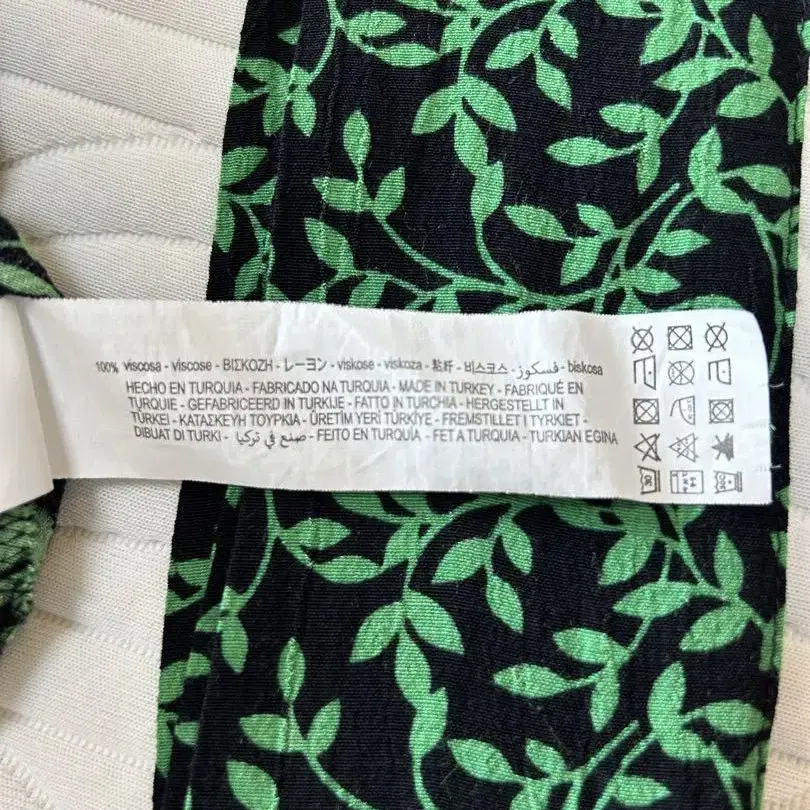 100% viscosa - viscose - ΒΙΣΚΟΖΗ - レーヨン - viskose - viskoza - 粘纤 - 비스코스 - فسكوز - biskosa
HECHO EN TURQUIA - FABRICADO NA TURQUIA - MADE IN TURKEY - FABRIQUÉ EN
TURQUIE - GEFABRICEERD IN TURKIJE - FATTO IN TURCHIA - HERGESTELLT IN
TÜRKEI - ΚΑΤΑΣΚΕΥΗ ΤΟΥΡΚΙΑ - ÜRETİM YERİ TÜRKİYE - FREMSTILLET I TYRKIET -
DIBUAT DI TURKI - صنع في تركيا - FEITO EN TURQUÍA - FET A TURQUIA - TURKIAN EGINA